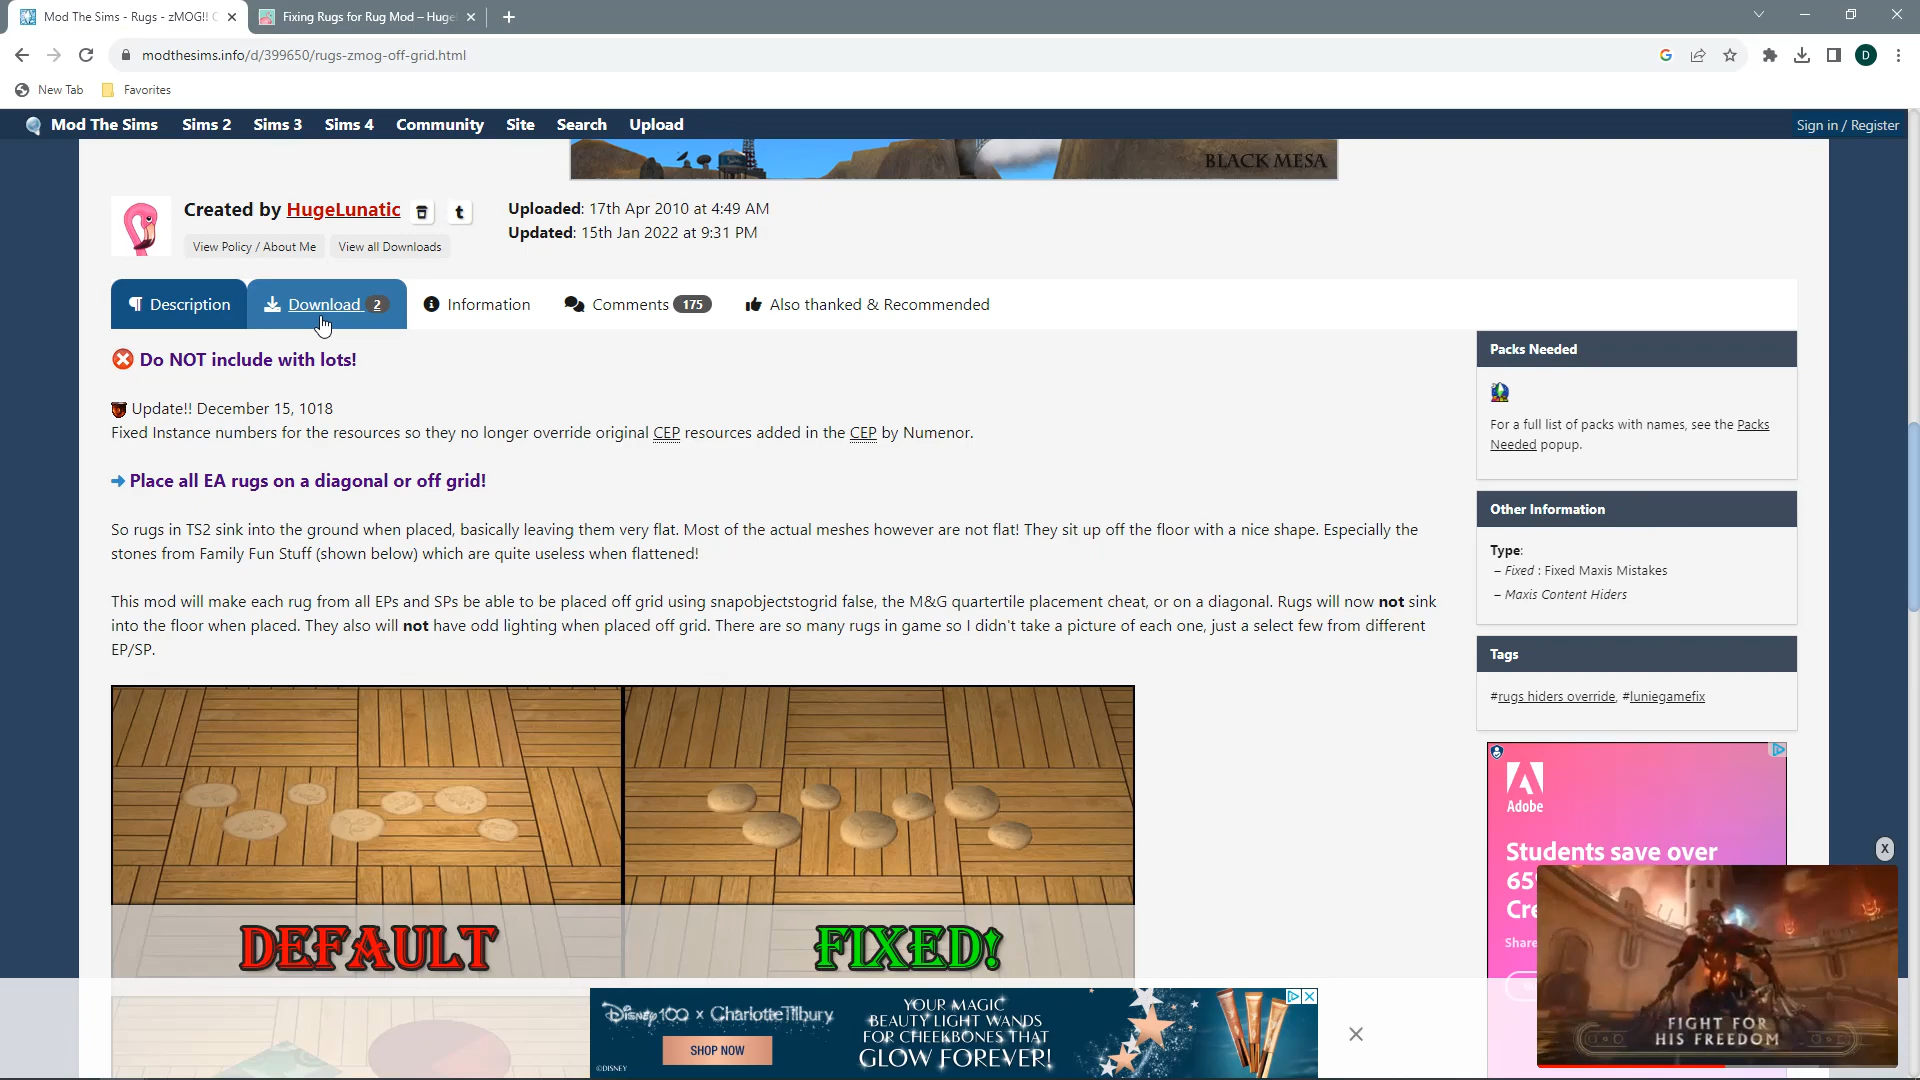 Mod The Sims - Rugs - zMOG!!
Fixing Rugs for Rug Mod – Huge
modthesims.info/d/399650/rugs-zmog-off-grid.html
D
New Tab
Favorites
Mod The Sims
Sims 2
Sims 3
Sims 4
Community
Site
Search
Upload
Sign in / Register
BLACK MESA
Created by HugeLunatic
t
Uploaded: 17th Apr 2010 at 4:49 AM
Updated: 15th Jan 2022 at 9:31 PM
View Policy / About Me
View all Downloads
Description
Download 2
Information
Comments 175
Also thanked & Recommended
Do NOT include with lots!
Update!! December 15, 1018
Fixed Instance numbers for the resources so they no longer override original CEP resources added in the CEP by Numenor.
Place all EA rugs on a diagonal or off grid!
So rugs in TS2 sink into the ground when placed, basically leaving them very flat. Most of the actual meshes however are not flat! They sit up off the floor with a nice shape. Especially the
stones from Family Fun Stuff (shown below) which are quite useless when flattened!
This mod will make each rug from all EPs and SPs be able to be placed off grid using snapobjectstogrid false, the M&G quartertile placement cheat, or on a diagonal. Rugs will now not sink
into the floor when placed. They also will not have odd lighting when placed off grid. There are so many rugs in game so I didn't take a picture of each one, just a select few from different
EP/SP.
DEFAULT
FIXED!
Packs Needed
For a full list of packs with names, see the Packs
Needed popup.
Other Information
Type:
– Fixed : Fixed Maxis Mistakes
– Maxis Content Hiders
Tags
#rugs hiders override, #luniegamefix
Adobe
Students save over
65
Cre
Share
X
FIGHT FOR
HIS FREEDOM
Disney100 x Charlotte Tilbury
SHOP NOW
©DISNEY
YOUR MAGIC
BEAUTY LIGHT WANDS
FOR CHEEKBONES THAT
GLOW FOREVER!